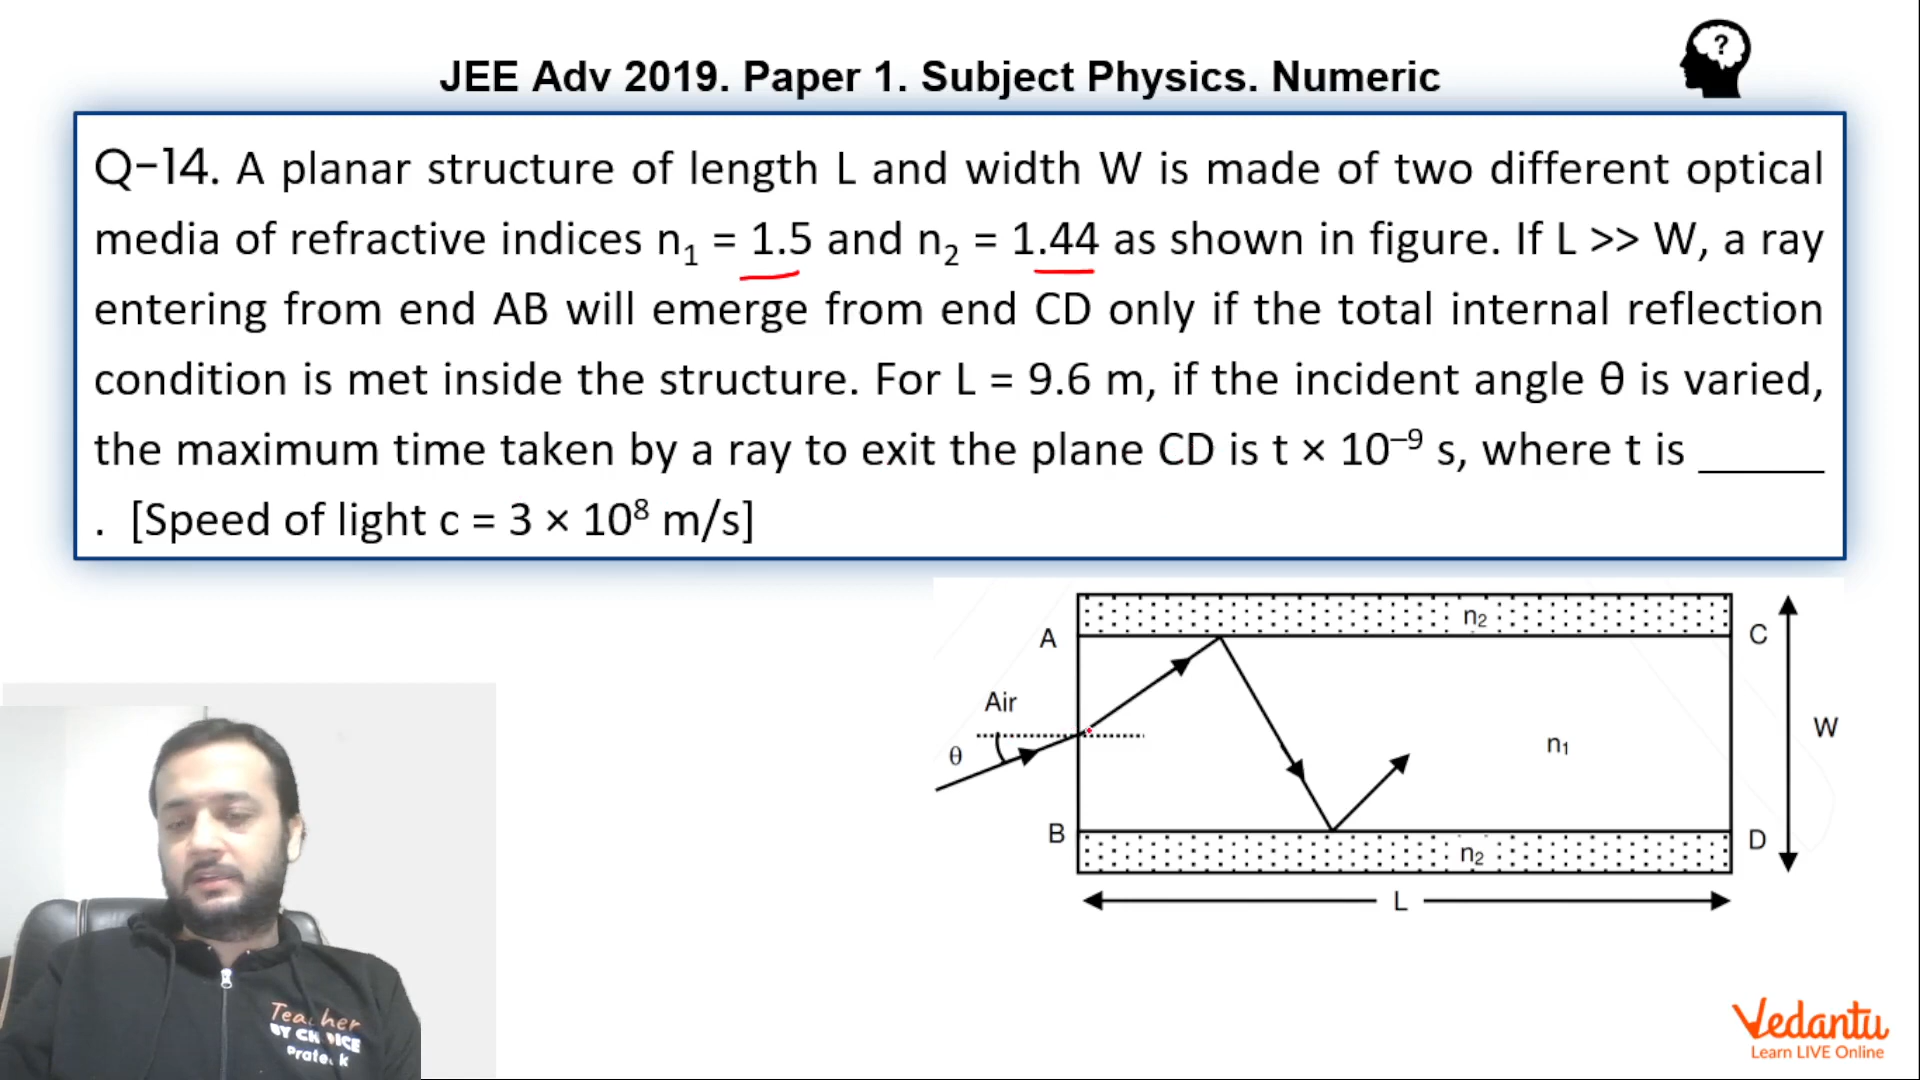 JEE Adv 2019. Paper 1. Subject Physics. Numeric
?
Q-14. A planar structure of length L and width W is made of two different optical
media of refractive indices n₁ = 1.5 and n₂ = 1.44 as shown in figure. If L >> W, a ray
entering from end AB will emerge from end CD only if the total internal reflection
condition is met inside the structure. For L = 9.6 m, if the incident angle θ is varied,
the maximum time taken by a ray to exit the plane CD is t × 10⁻⁹ s, where t is ______
. [Speed of light c = 3 × 10⁸ m/s]
n₂
A
C
Air
W
θ
n₁
B
D
n₂
L
Teacher
BY CHOICE
Prateek
Vedantu
Learn LIVE Online